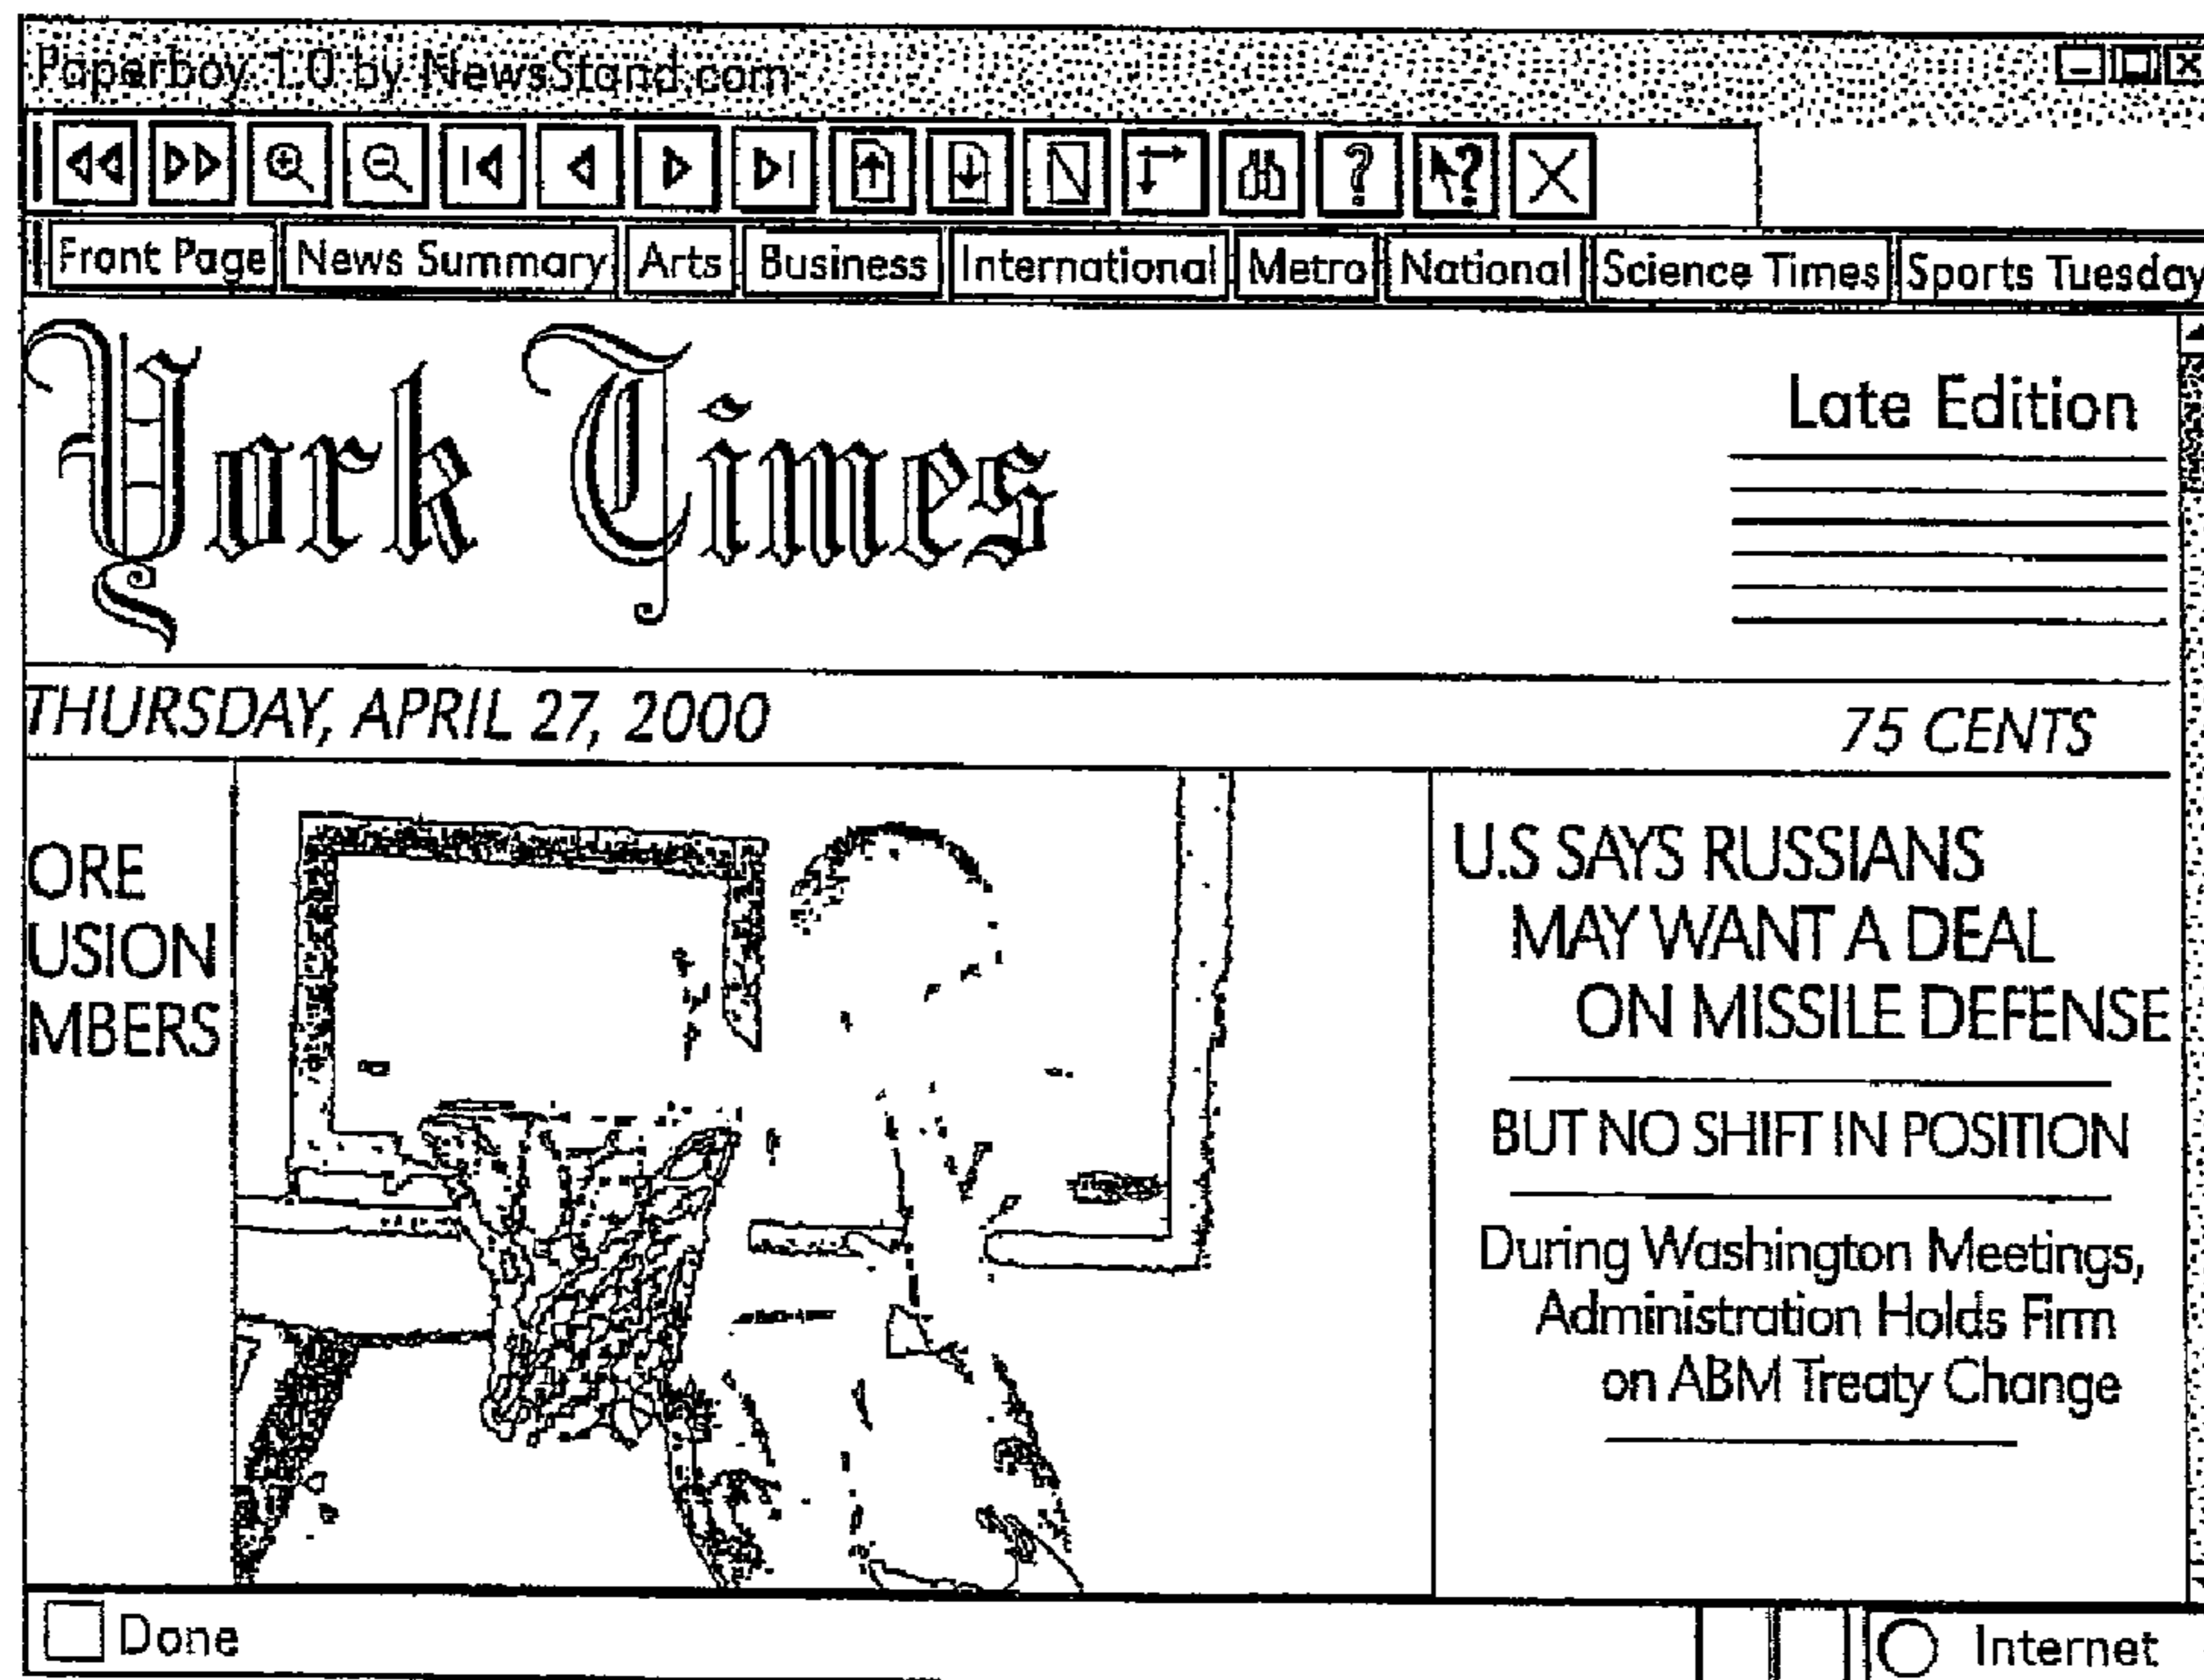 Paperboy 1.0 by NewsStand.com
Front Page News Summary Arts Business International Metro National Science Times Sports Tuesday
York Times
Late Edition
THURSDAY, APRIL 27, 2000
75 CENTS
ORE
USION
MBERS
U.S SAYS RUSSIANS
MAY WANT A DEAL
ON MISSILE DEFENSE
BUT NO SHIFT IN POSITION
During Washington Meetings,
Administration Holds Firm
on ABM Treaty Change
Done
Internet